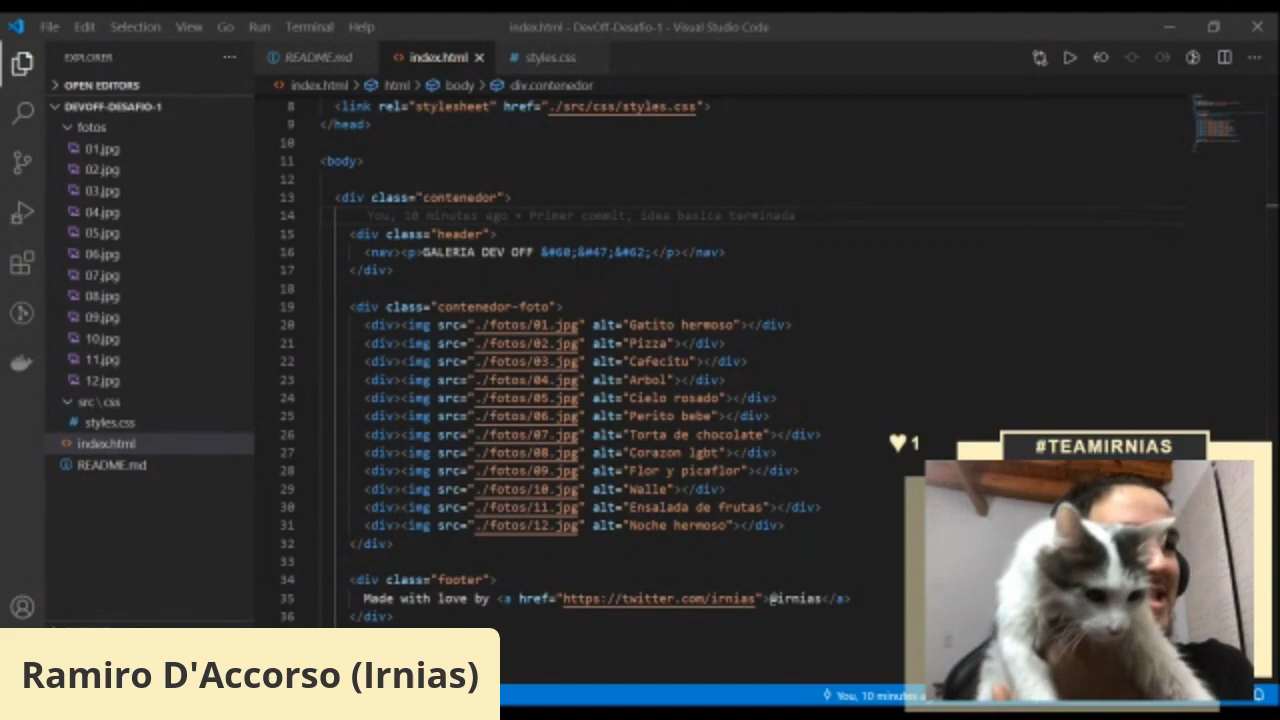 File Edit Selection View Go Run Terminal Help
index.html - DevOff-Desafio-1 - Visual Studio Code
EXPLORER
README.md index.html styles.css
OPEN EDITORS
index.html > html > body > div.contenedor
DEVOFF-DESAFIO-1
fotos
01.jpg
02.jpg
03.jpg
04.jpg
05.jpg
06.jpg
07.jpg
08.jpg
09.jpg
10.jpg
11.jpg
12.jpg
src \ css
styles.css
index.html
README.md
8 <link rel="stylesheet" href="./src/css/styles.css">
9 </head>
10
11 <body>
12
13 <div class="contenedor">
14 You, 10 minutes ago • Primer commit, idea basica terminada
15 <div class="header">
16 <nav><p>GALERIA DEV OFF &#60;&#47;&#62;</p></nav>
17 </div>
18
19 <div class="contenedor-foto">
20 <div><img src="./fotos/01.jpg" alt="Gatito hermoso"></div>
21 <div><img src="./fotos/02.jpg" alt="Pizza"></div>
22 <div><img src="./fotos/03.jpg" alt="Cafecitu"></div>
23 <div><img src="./fotos/04.jpg" alt="Arbol"></div>
24 <div><img src="./fotos/05.jpg" alt="Cielo rosado"></div>
25 <div><img src="./fotos/06.jpg" alt="Perito bebe"></div>
26 <div><img src="./fotos/07.jpg" alt="Torta de chocolate"></div>
27 <div><img src="./fotos/08.jpg" alt="Corazon lgbt"></div>
28 <div><img src="./fotos/09.jpg" alt="Flor y picaflor"></div>
29 <div><img src="./fotos/10.jpg" alt="Walle"></div>
30 <div><img src="./fotos/11.jpg" alt="Ensalada de frutas"></div>
31 <div><img src="./fotos/12.jpg" alt="Noche hermoso"></div>
32 </div>
33
34 <div class="footer">
35 Made with love by <a href="https://twitter.com/irnias">@irnias</a>
36 </div>
1
#TEAMIRNIAS
Ramiro D'Accorso (Irnias)
You, 10 minutes